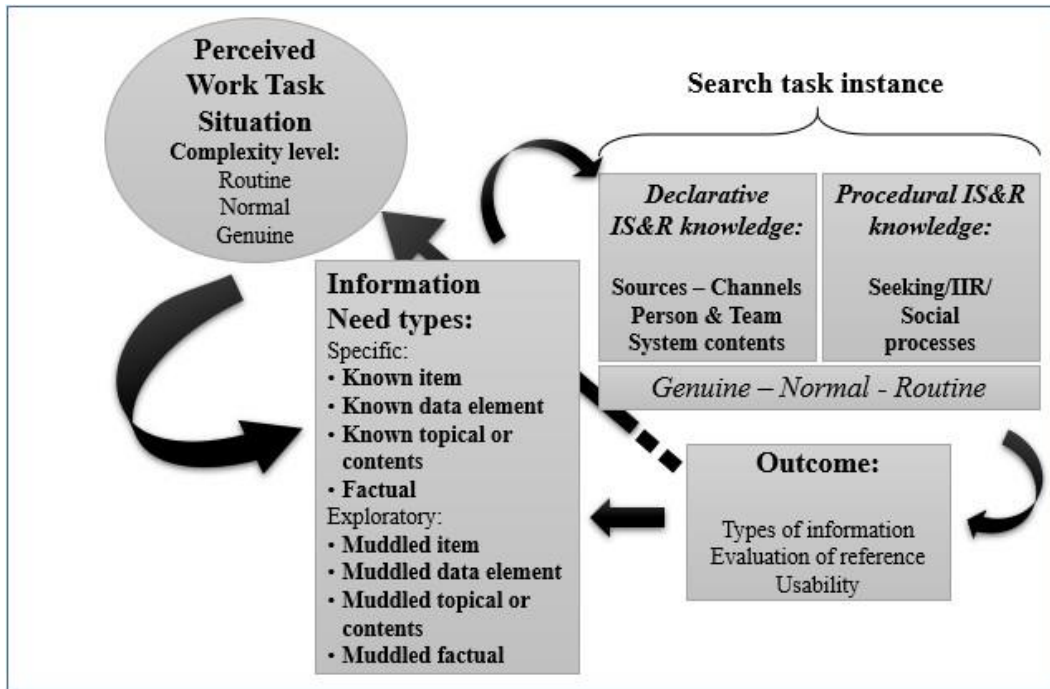 Perceived
Work Task
Situation
Complexity level:
Routine
Normal
Genuine
Information
Need types:
Specific:
• Known item
• Known data element
• Known topical or
contents
• Factual
Exploratory:
• Muddled item
• Muddled data element
• Muddled topical or
contents
• Muddled factual
Search task instance
Declarative
IS&R knowledge:
Sources – Channels
Person & Team
System contents
Procedural IS&R
knowledge:
Seeking/IIR/
Social
processes
Genuine – Normal - Routine
Outcome:
Types of information
Evaluation of reference
Usability